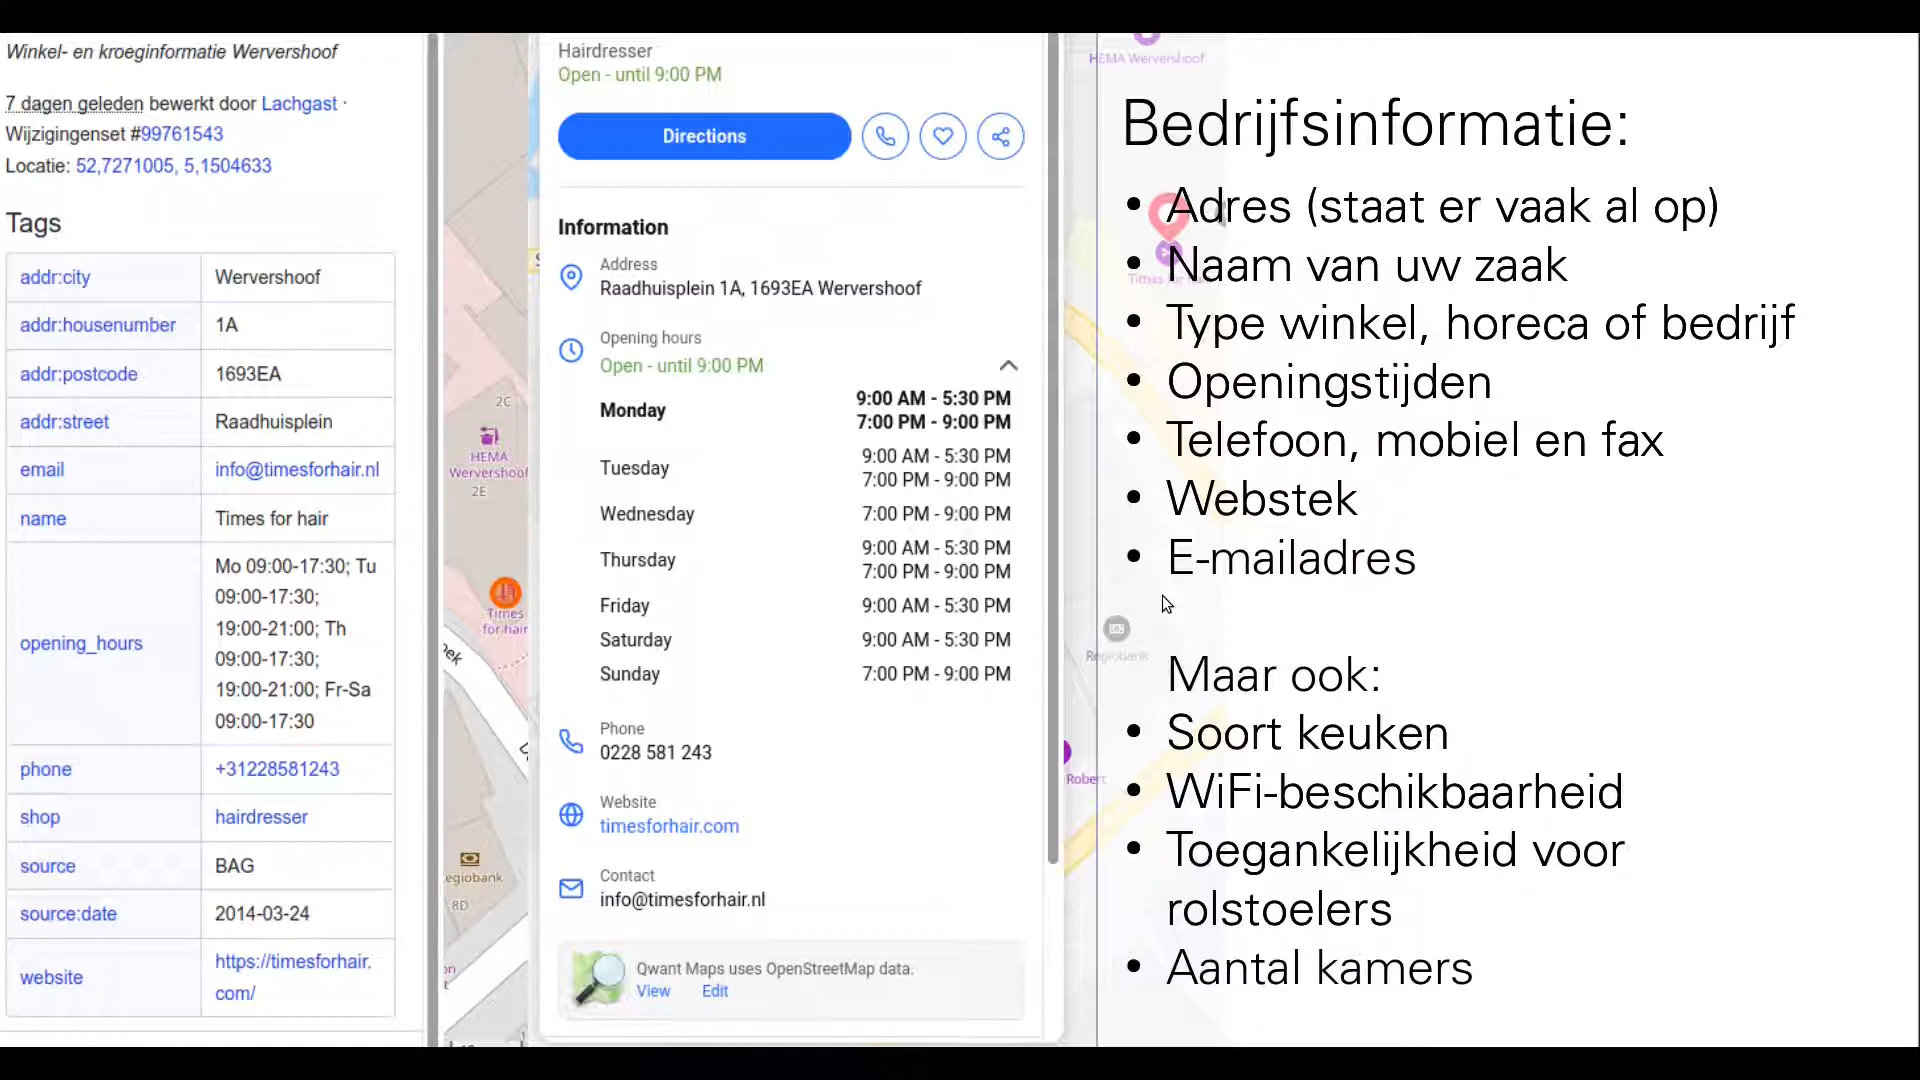 Winkel- en kroeginformatie Wervershoof
7 dagen geleden bewerkt door Lachgast ·
Wijzigingenset #99761543
Locatie: 52,7271005, 5,1504633
Tags
addr:city Wervershoof
addr:housenumber 1A
addr:postcode 1693EA
addr:street Raadhuisplein
email info@timesforhair.nl
name Times for hair
opening_hours
Mo 09:00-17:30; Tu
09:00-17:30;
19:00-21:00; Th
09:00-17:30;
19:00-21:00; Fr-Sa
09:00-17:30
phone +31228581243
shop hairdresser
source BAG
source:date 2014-03-24
website
https://timesforhair.
com/
2C
HEMA
Wervershoof
2E
Times
for hair
egiobank
8D
Hairdresser
Open - until 9:00 PM
Directions
Information
Address
Raadhuisplein 1A, 1693EA Wervershoof
Opening hours
Open - until 9:00 PM
Monday 9:00 AM - 5:30 PM
7:00 PM - 9:00 PM
Tuesday 9:00 AM - 5:30 PM
7:00 PM - 9:00 PM
Wednesday 7:00 PM - 9:00 PM
Thursday 9:00 AM - 5:30 PM
7:00 PM - 9:00 PM
Friday 9:00 AM - 5:30 PM
Saturday 9:00 AM - 5:30 PM
Sunday 7:00 PM - 9:00 PM
Phone
0228 581 243
Website
timesforhair.com
Contact
info@timesforhair.nl
Qwant Maps uses OpenStreetMap data.
View Edit
HEMA Wervershoof
Regiobank
Robert
Bedrijfsinformatie:
• Adres (staat er vaak al op)
• Naam van uw zaak
• Type winkel, horeca of bedrijf
• Openingstijden
• Telefoon, mobiel en fax
• Webstek
• E-mailadres
Maar ook:
• Soort keuken
• WiFi-beschikbaarheid
• Toegankelijkheid voor
rolstoelers
• Aantal kamers